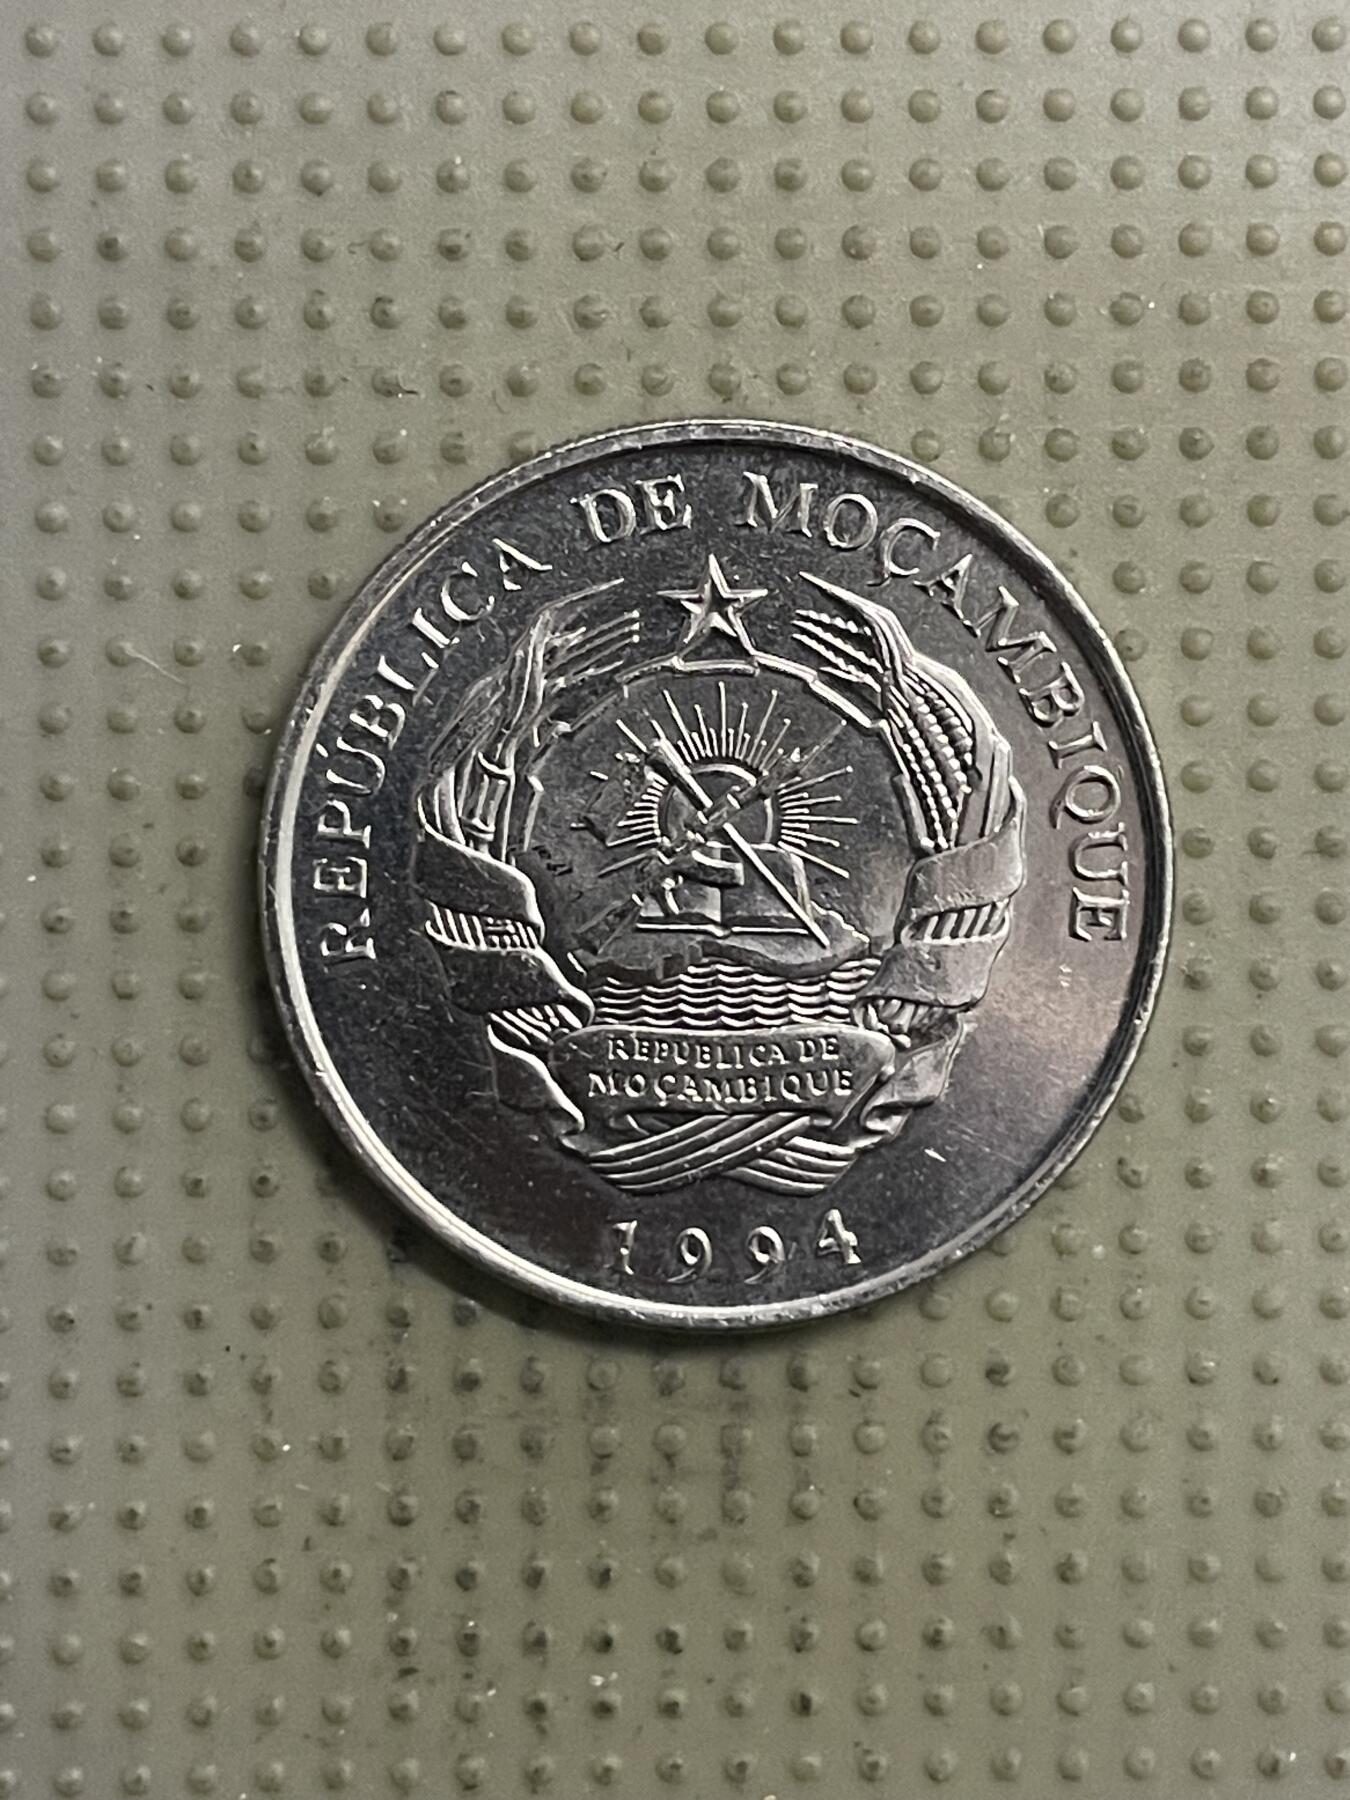 REPÚBLICA DE MOÇAMBIQUE
REPUBLICA DE
MOÇAMBIQUE
1994